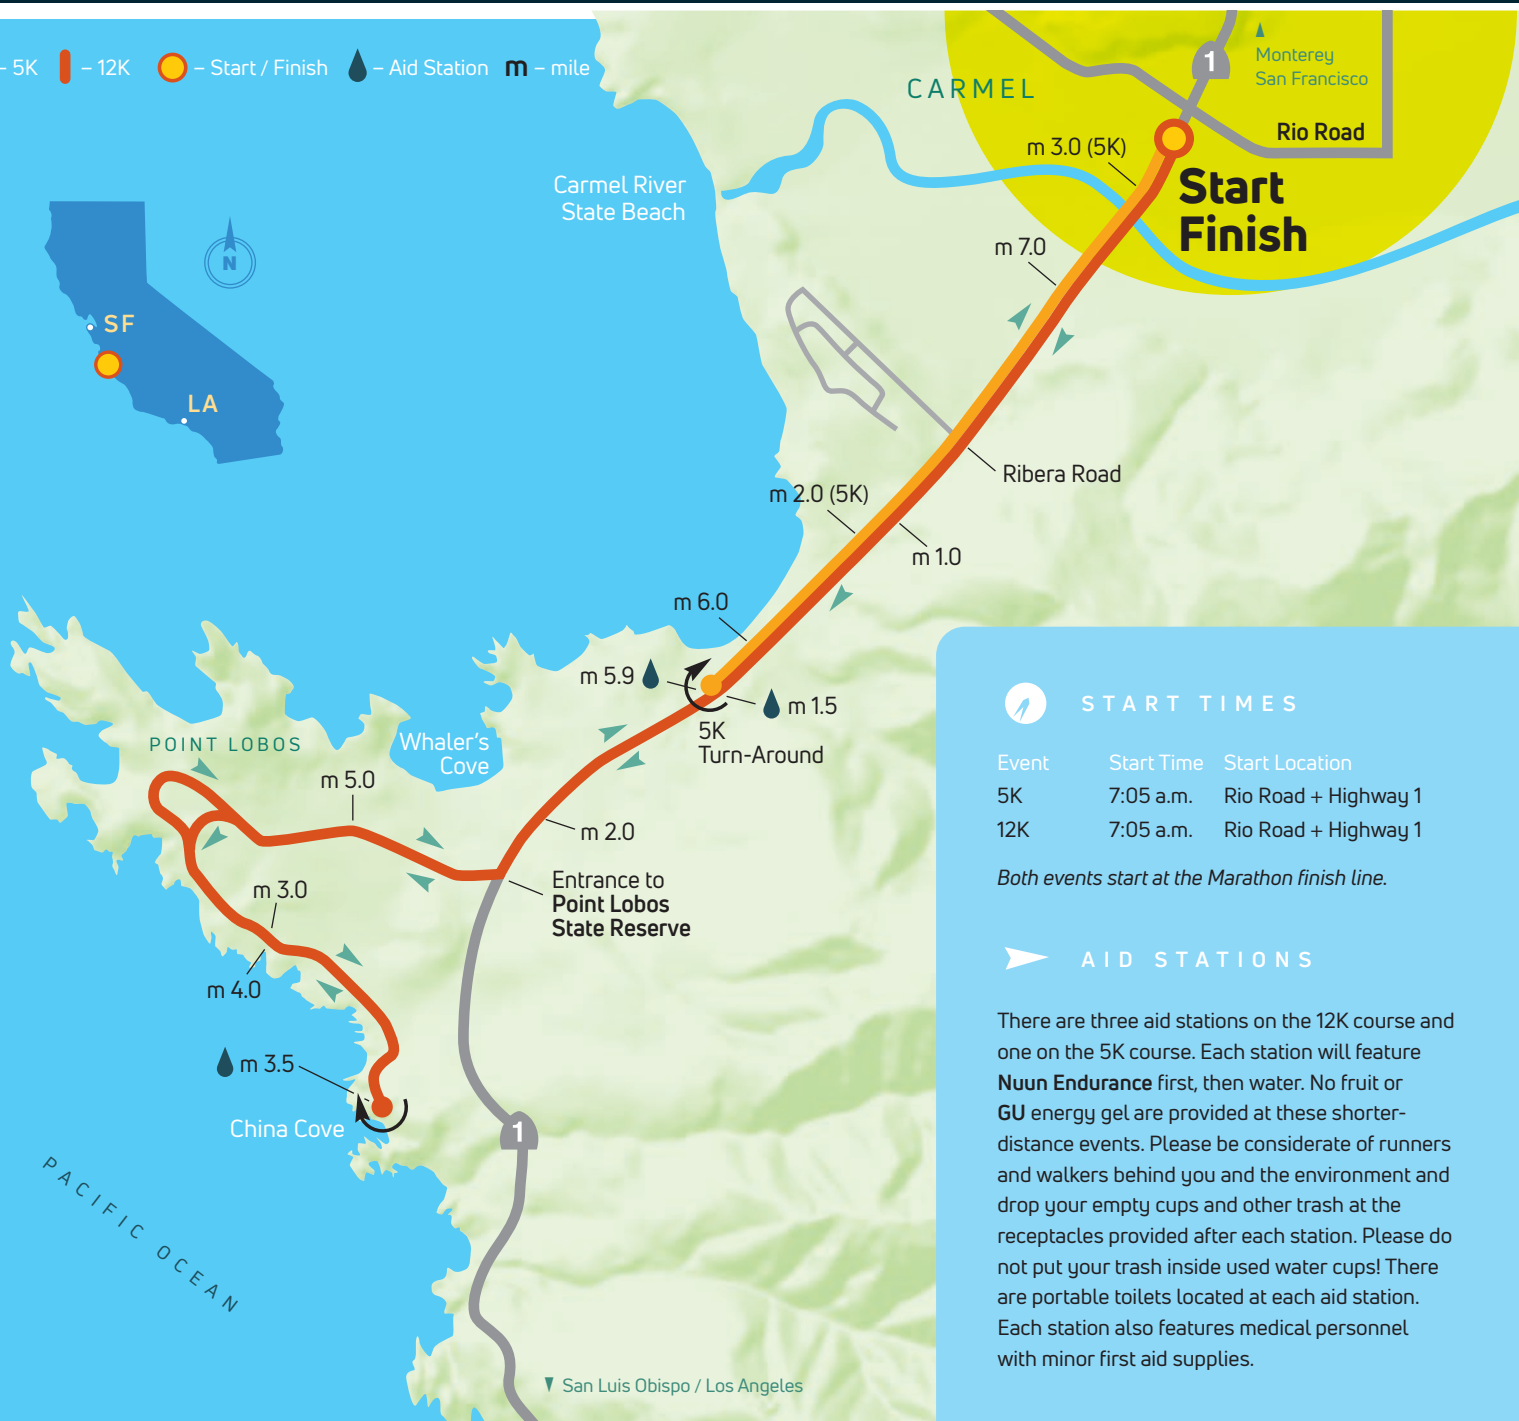 – 5K – 12K – Start / Finish – Aid Station m – mile
1
Monterey
San Francisco
CARMEL
Rio Road
m 3.0 (5K)
Start
Finish
Carmel River
State Beach
m 7.0
N
SF
LA
Ribera Road
m 2.0 (5K)
m 1.0
m 6.0
m 5.9
m 1.5
5K
Turn-Around
Whaler's
Cove
POINT LOBOS
m 5.0
m 2.0
Entrance to
Point Lobos
State Reserve
m 3.0
m 4.0
m 3.5
China Cove
1
PACIFIC OCEAN
San Luis Obispo / Los Angeles
START TIMES
Event Start Time Start Location
5K 7:05 a.m. Rio Road + Highway 1
12K 7:05 a.m. Rio Road + Highway 1
Both events start at the Marathon finish line.
AID STATIONS
There are three aid stations on the 12K course and
one on the 5K course. Each station will feature
Nuun Endurance first, then water. No fruit or
GU energy gel are provided at these shorter-
distance events. Please be considerate of runners
and walkers behind you and the environment and
drop your empty cups and other trash at the
receptacles provided after each station. Please do
not put your trash inside used water cups! There
are portable toilets located at each aid station.
Each station also features medical personnel
with minor first aid supplies.